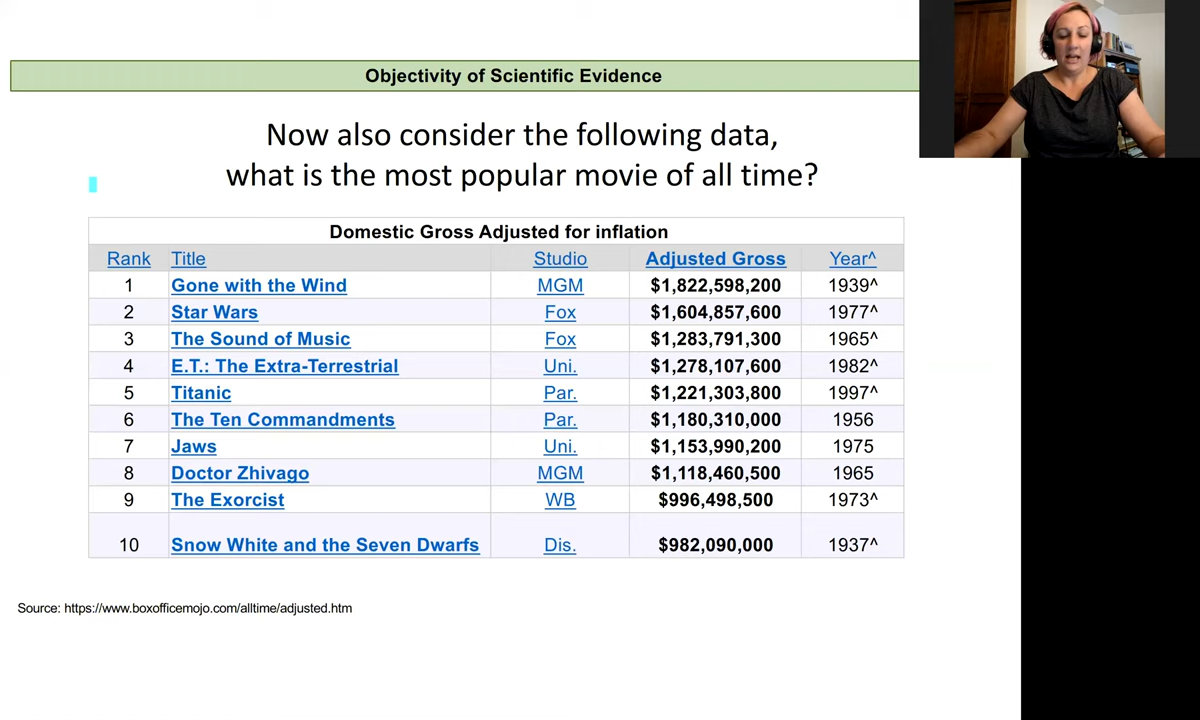 Objectivity of Scientific Evidence
Now also consider the following data,
what is the most popular movie of all time?
Domestic Gross Adjusted for inflation
Rank Title Studio Adjusted Gross Year^
1 Gone with the Wind MGM $1,822,598,200 1939^
2 Star Wars Fox $1,604,857,600 1977^
3 The Sound of Music Fox $1,283,791,300 1965^
4 E.T.: The Extra-Terrestrial Uni. $1,278,107,600 1982^
5 Titanic Par. $1,221,303,800 1997^
6 The Ten Commandments Par. $1,180,310,000 1956
7 Jaws Uni. $1,153,990,200 1975
8 Doctor Zhivago MGM $1,118,460,500 1965
9 The Exorcist WB $996,498,500 1973^
10 Snow White and the Seven Dwarfs Dis. $982,090,000 1937^
Source: https://www.boxofficemojo.com/alltime/adjusted.htm